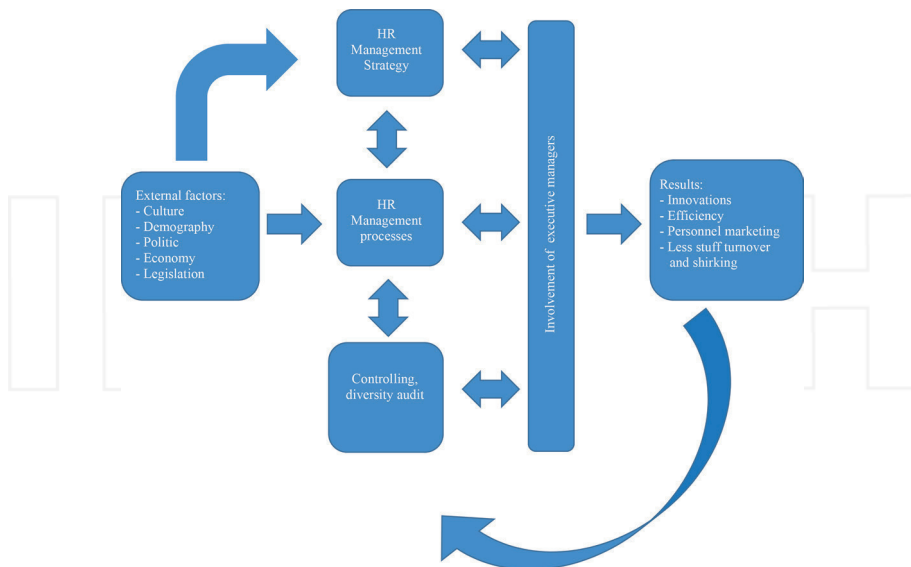 HR
Management
Strategy
External factors:
- Culture
- Demography
- Politic
- Economy
- Legislation
HR
Management
processes
Controlling,
diversity audit
Involvement of executive managers
Results:
- Innovations
- Efficiency
- Personnel marketing
- Less stuff turnover
and shirking